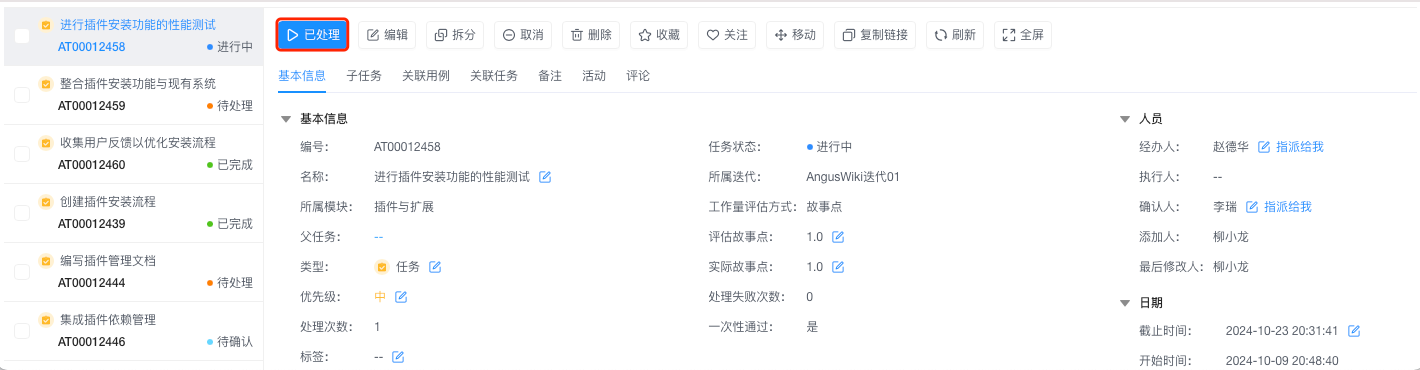 进行插件安装功能的性能测试
AT00012458 进行中
整合插件安装功能与现有系统
AT00012459 待处理
收集用户反馈以优化安装流程
AT00012460 已完成
创建插件安装流程
AT00012439 已完成
编写插件管理文档
AT00012444 待处理
集成插件依赖管理
AT00012446 待确认
已处理 编辑 拆分 取消 删除 收藏 关注 移动 复制链接 刷新 全屏
基本信息 子任务 关联用例 关联任务 备注 活动 评论
基本信息
编号: AT00012458 任务状态: 进行中
名称: 进行插件安装功能的性能测试 所属迭代: AngusWiki迭代01
所属模块: 插件与扩展 工作量评估方式: 故事点
父任务: -- 评估故事点: 1.0
类型: 任务 实际故事点: 1.0
优先级: 中 处理失败次数: 0
处理次数: 1 一次性通过: 是
标签: --
人员
经办人: 赵德华 指派给我
执行人: --
确认人: 李瑞 指派给我
添加人: 柳小龙
最后修改人: 柳小龙
日期
截止时间: 2024-10-23 20:31:41
开始时间: 2024-10-09 20:48:40